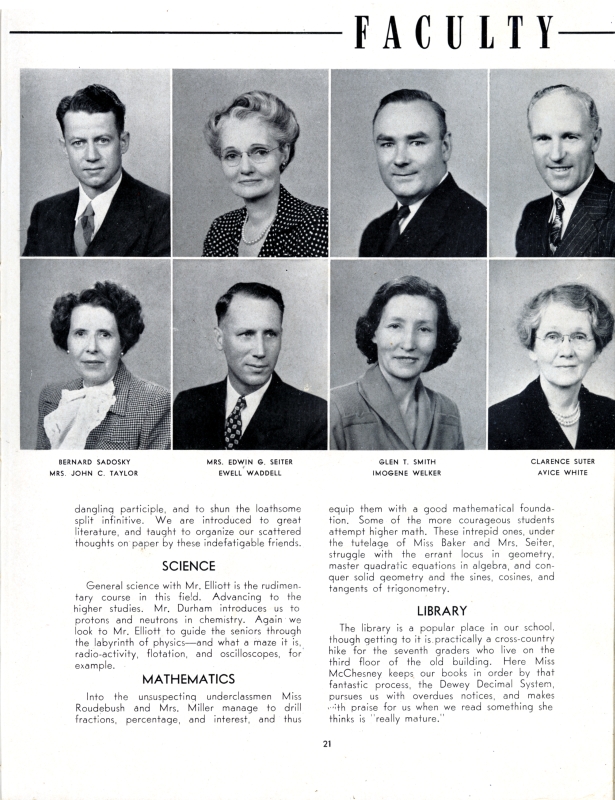 FACULTY
BERNARD SADOSKY
MRS. JOHN C. TAYLOR
MRS. EDWIN G. SEITER
EWELL WADDELL
GLEN T. SMITH
IMOGENE WELKER
CLARENCE SUTER
AVICE WHITE
dangling participle, and to shun the loathsome
split infinitive. We are introduced to great
literature, and taught to organize our scattered
thoughts on paper by these indefatigable friends.
SCIENCE
General science with Mr. Elliott is the rudimen-
tary course in this field. Advancing to the
higher studies. Mr. Durham introduces us to
protons and neutrons in chemistry. Again we
look to Mr. Elliott to guide the seniors through
the labyrinth of physics—and what a maze it is,
radio-activity, flotation, and oscilloscopes, for
example.
MATHEMATICS
Into the unsuspecting underclassmen Miss
Roudebush and Mrs. Miller manage to drill
fractions, percentage, and interest, and thus
equip them with a good mathematical founda-
tion. Some of the more courageous students
attempt higher math. These intrepid ones, under
the tutelage of Miss Baker and Mrs. Seiter,
struggle with the errant locus in geometry,
master quadratic equations in algebra, and con-
quer solid geometry and the sines, cosines, and
tangents of trigonometry.
LIBRARY
The library is a popular place in our school,
though getting to it is practically a cross-country
hike for the seventh graders who live on the
third floor of the old building. Here Miss
McChesney keeps our books in order by that
fantastic process, the Dewey Decimal System,
pursues us with overdues notices, and makes
with praise for us when we read something she
thinks is "really mature."
21